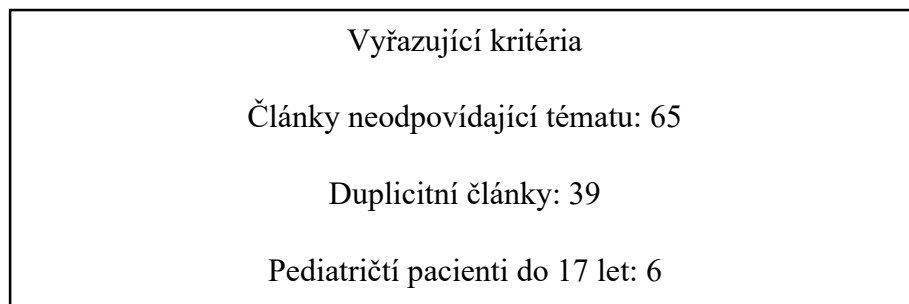 Vyřazující kritéria
Články neodpovídající tématu: 65
Duplicitní články: 39
Pediatričtí pacienti do 17 let: 6